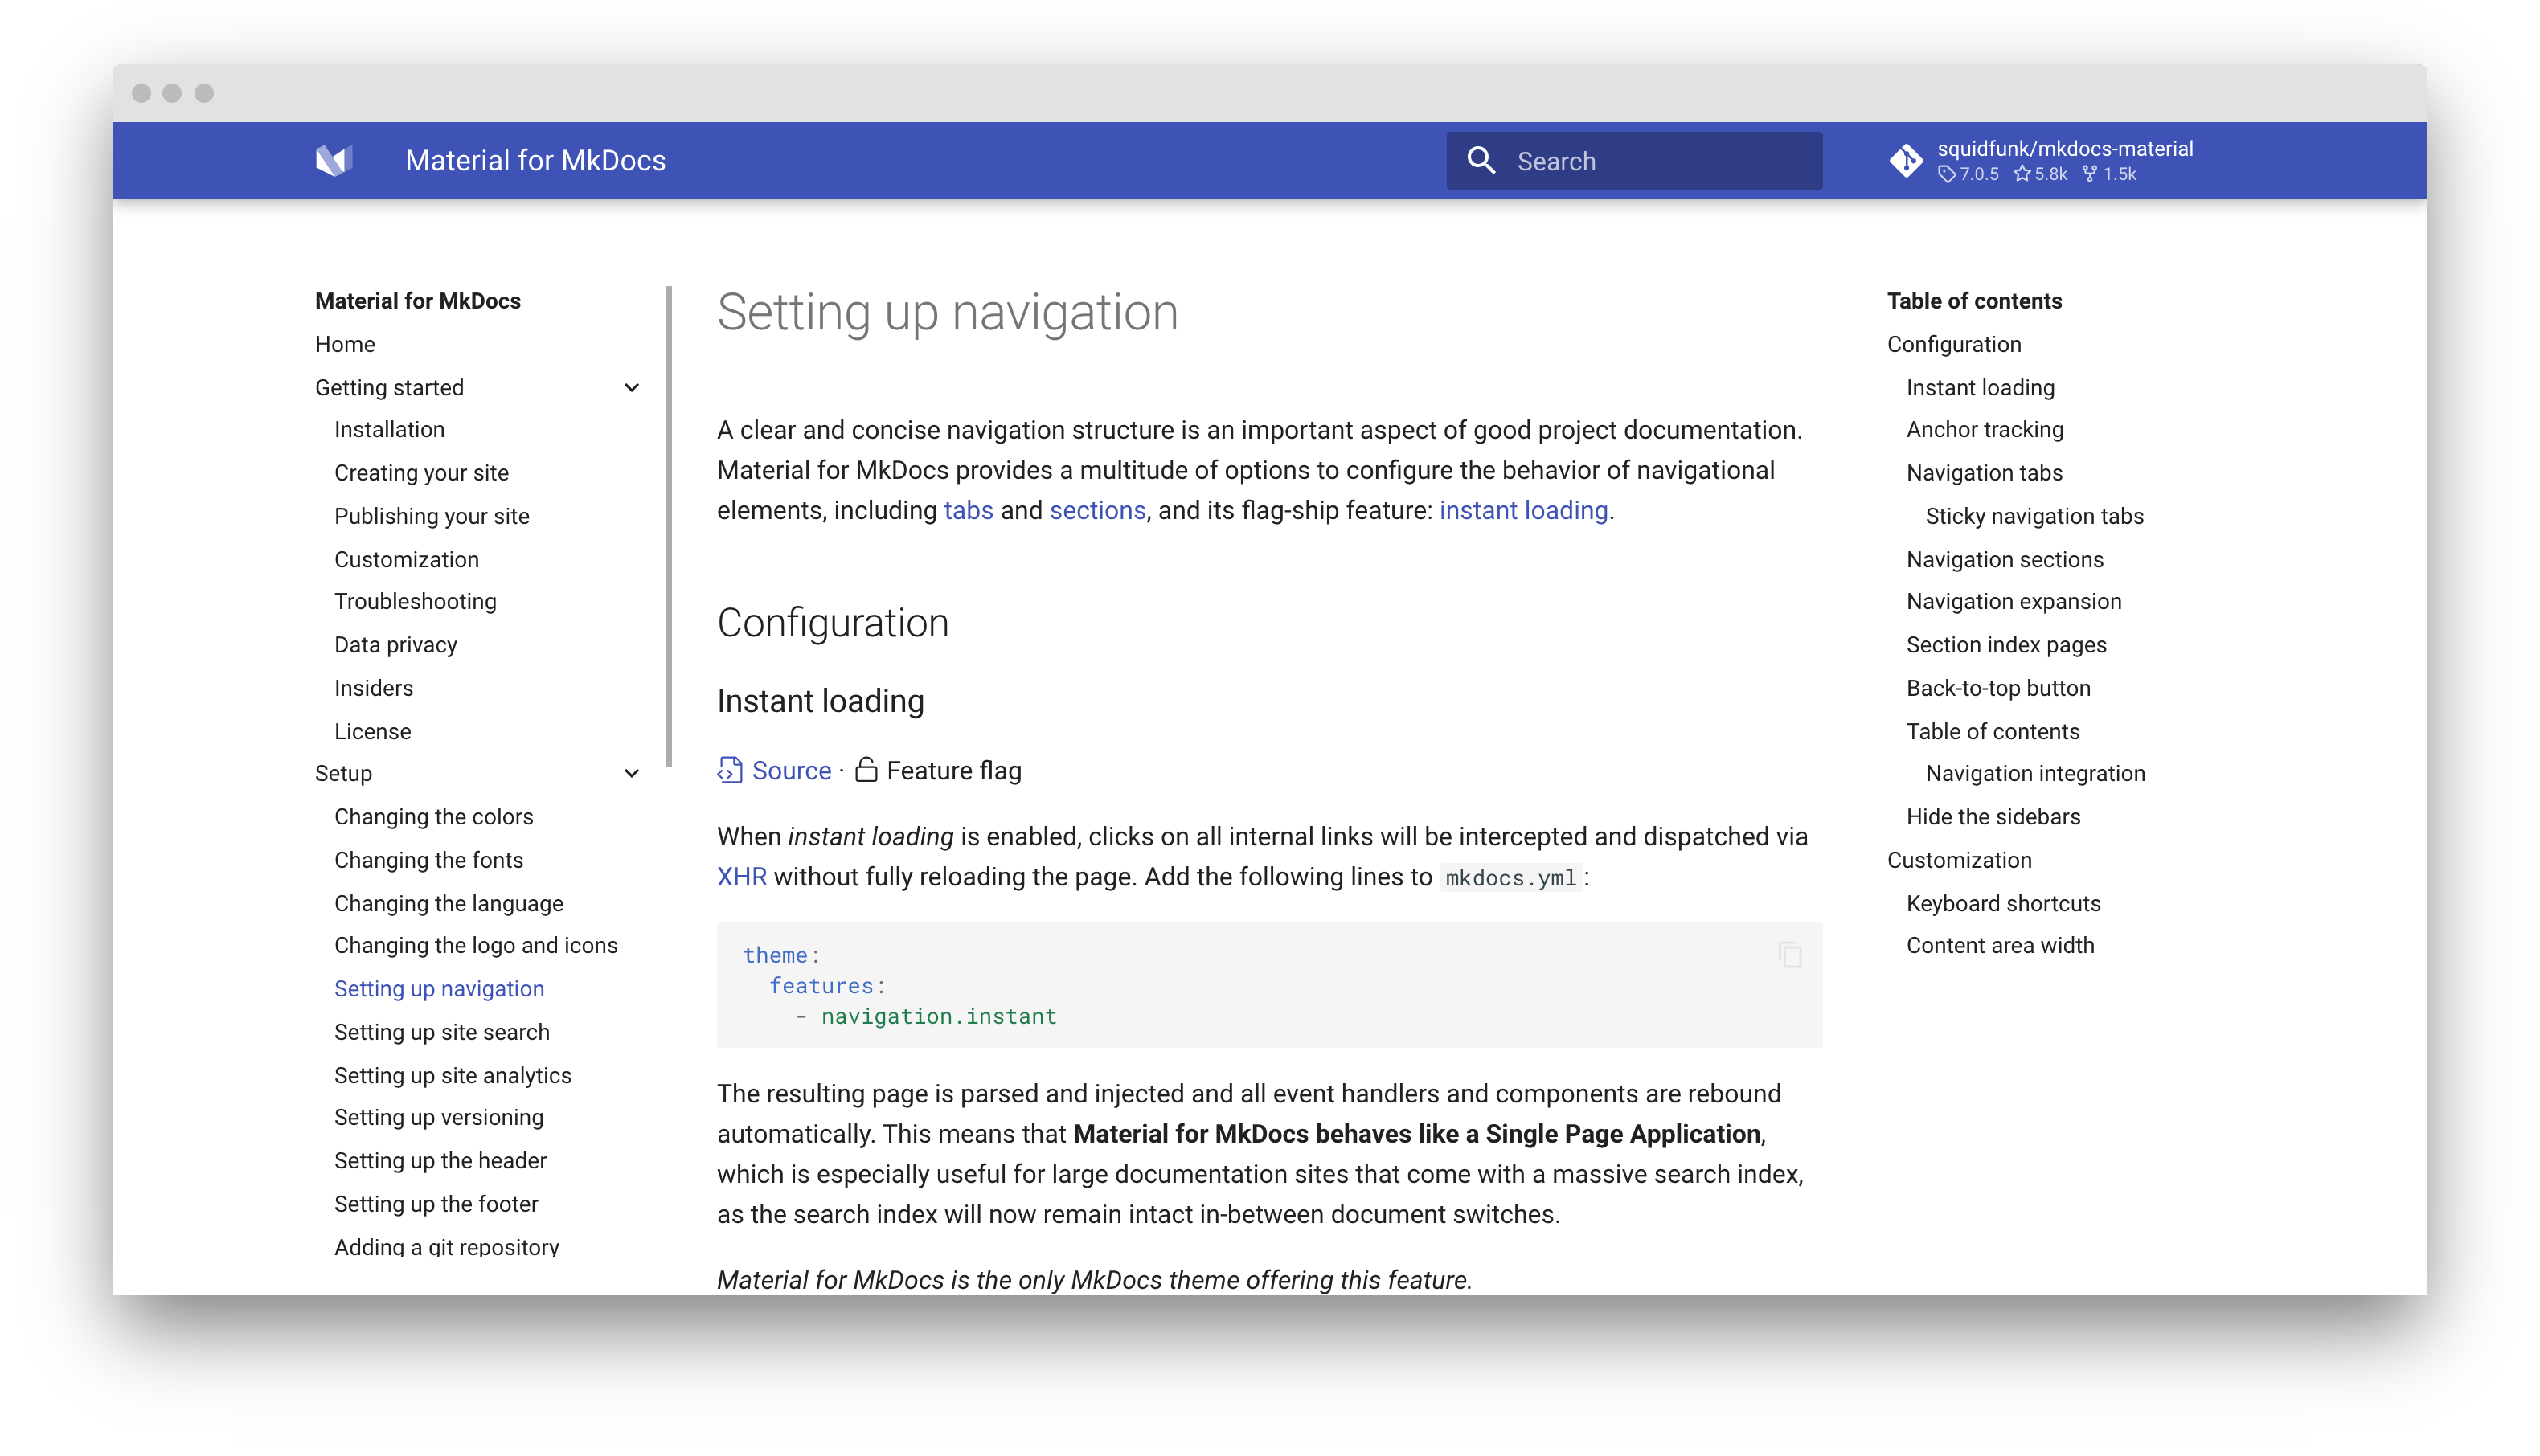 Material for MkDocs
Search
squidfunk/mkdocs-material
7.0.5 5.8k 1.5k
Material for MkDocs
Home
Getting started
Installation
Creating your site
Publishing your site
Customization
Troubleshooting
Data privacy
Insiders
License
Setup
Changing the colors
Changing the fonts
Changing the language
Changing the logo and icons
Setting up navigation
Setting up site search
Setting up site analytics
Setting up versioning
Setting up the header
Setting up the footer
Adding a git repository
Setting up navigation
A clear and concise navigation structure is an important aspect of good project documentation.
Material for MkDocs provides a multitude of options to configure the behavior of navigational
elements, including tabs and sections, and its flag-ship feature: instant loading.
Configuration
Instant loading
Source · Feature flag
When instant loading is enabled, clicks on all internal links will be intercepted and dispatched via
XHR without fully reloading the page. Add the following lines to mkdocs.yml:
theme:
  features:
    - navigation.instant
The resulting page is parsed and injected and all event handlers and components are rebound
automatically. This means that Material for MkDocs behaves like a Single Page Application,
which is especially useful for large documentation sites that come with a massive search index,
as the search index will now remain intact in-between document switches.
Material for MkDocs is the only MkDocs theme offering this feature.
Table of contents
Configuration
Instant loading
Anchor tracking
Navigation tabs
Sticky navigation tabs
Navigation sections
Navigation expansion
Section index pages
Back-to-top button
Table of contents
Navigation integration
Hide the sidebars
Customization
Keyboard shortcuts
Content area width